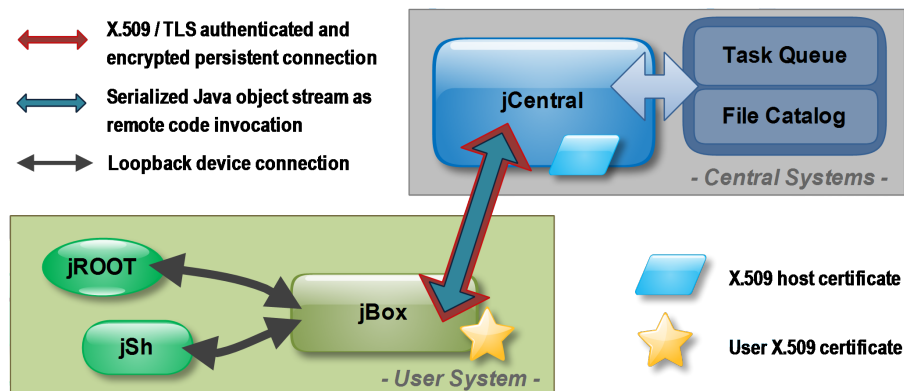 X.509 / TLS authenticated and
encrypted persistent connection
Serialized Java object stream as
remote code invocation
Loopback device connection
jCentral
Task Queue
File Catalog
- Central Systems -
jROOT
jSh
jBox
- User System -
X.509 host certificate
User X.509 certificate